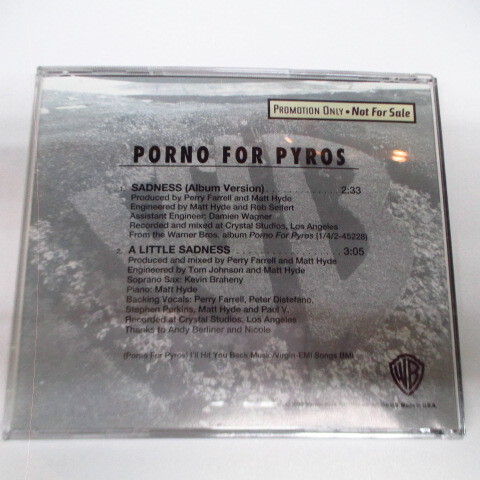 PROMOTION ONLY • NOT FOR SALE
PORNO FOR PYROS
1. SADNESS (Album Version) . . . . . . . . . . . . 2:33
Produced by Perry Farrell and Matt Hyde
Engineered by Matt Hyde and Rob Seifert
Assistant Engineer: Damien Wagner
Recorded and mixed at Crystal Studios, Los Angeles
From the Warner Bros. album Porno For Pyros (1/4/2-45228)
2. A LITTLE SADNESS . . . . . . . . . . . . . . . . 3:05
Produced and mixed by Perry Farrell and Matt Hyde
Engineered by Tom Johnson and Matt Hyde
Soprano Sax: Kevin Braheny
Piano: Matt Hyde
Backing Vocals: Perry Farrell, Peter Distefano,
Stephen Perkins, Matt Hyde and Paul V.
Recorded at Crystal Studios, Los Angeles
Thanks to Andy Berliner and Nicole
(Porno For Pyros) I'll Hit You Back Music /Virgin-EMI Songs BMI
WB
Made in U.S.A.